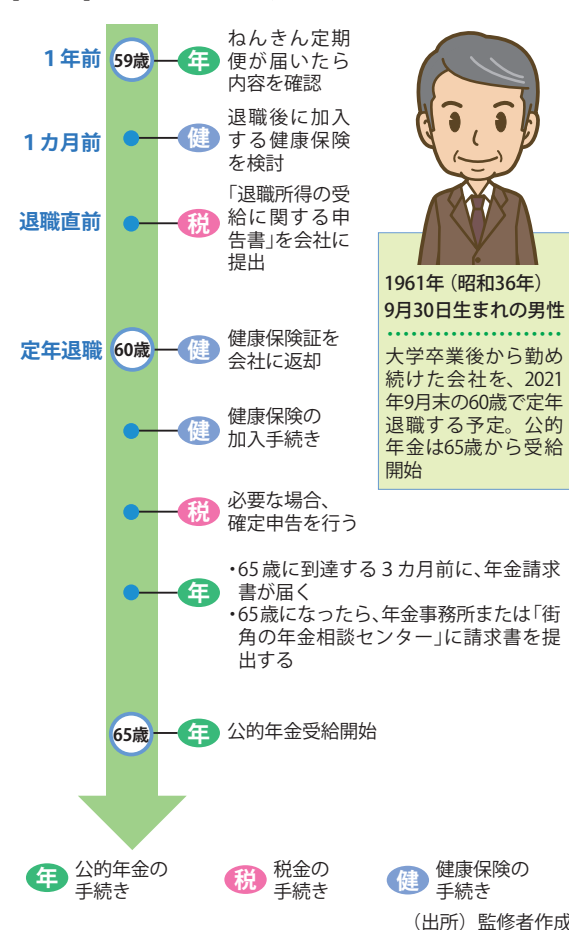 1年前
59歳
年
ねんきん定期
便が届いたら
内容を確認
1カ月前
健
退職後に加入
する健康保険
を検討
退職直前
税
「退職所得の受
給に関する申
告書」を会社に
提出
1961年（昭和36年）
9月30日生まれの男性
大学卒業後から勤め
続けた会社を、2021
年9月末の60歳で定年
退職する予定。公的
年金は65歳から受給
開始
定年退職
60歳
健
健康保険証を
会社に返却
健
健康保険の
加入手続き
税
必要な場合、
確定申告を行う
年
・65歳に到達する3カ月前に、年金請求
書が届く
・65歳になったら、年金事務所または「街
角の年金相談センター」に請求書を提
出する
65歳
年
公的年金受給開始
年
公的年金の
手続き
税
税金の
手続き
健
健康保険の
手続き
（出所）監修者作成